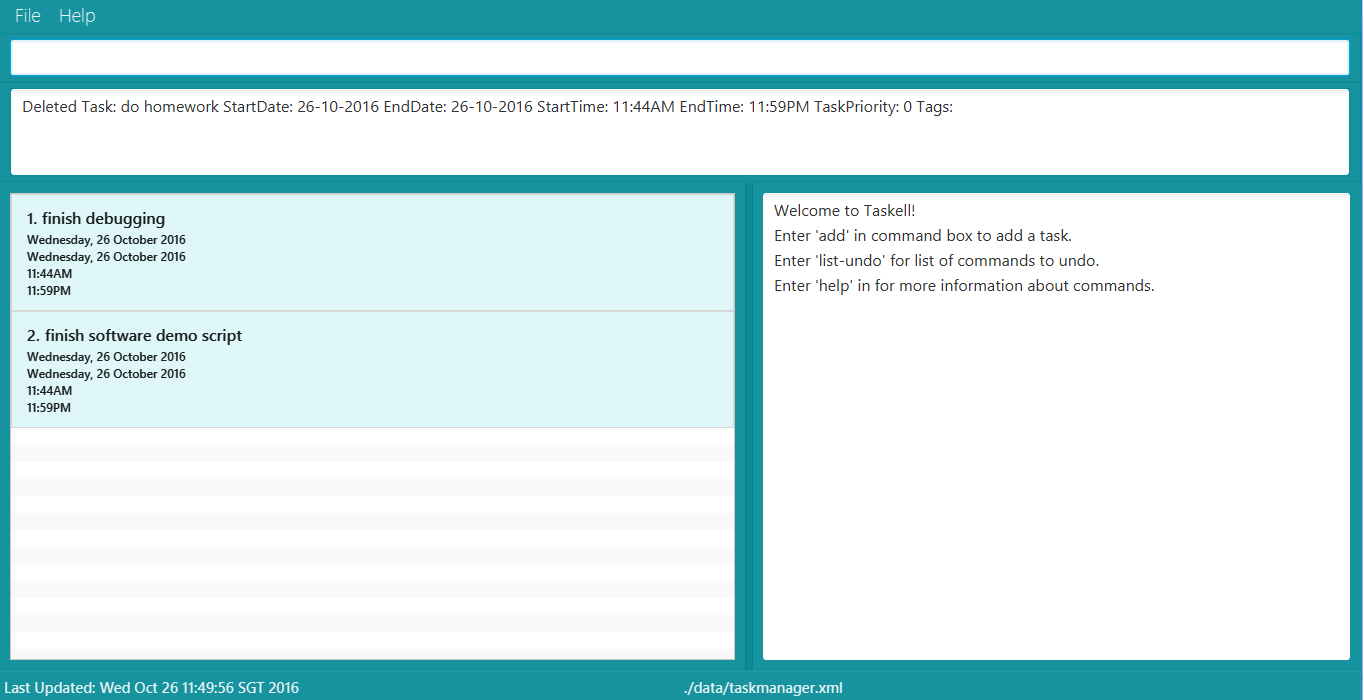 File Help
Deleted Task: do homework StartDate: 26-10-2016 EndDate: 26-10-2016 StartTime: 11:44AM EndTime: 11:59PM TaskPriority: 0 Tags:
1. finish debugging
Wednesday, 26 October 2016
Wednesday, 26 October 2016
11:44AM
11:59PM
2. finish software demo script
Wednesday, 26 October 2016
Wednesday, 26 October 2016
11:44AM
11:59PM
Welcome to Taskell!
Enter 'add' in command box to add a task.
Enter 'list-undo' for list of commands to undo.
Enter 'help' in for more information about commands.
Last Updated: Wed Oct 26 11:49:56 SGT 2016
./data/taskmanager.xml